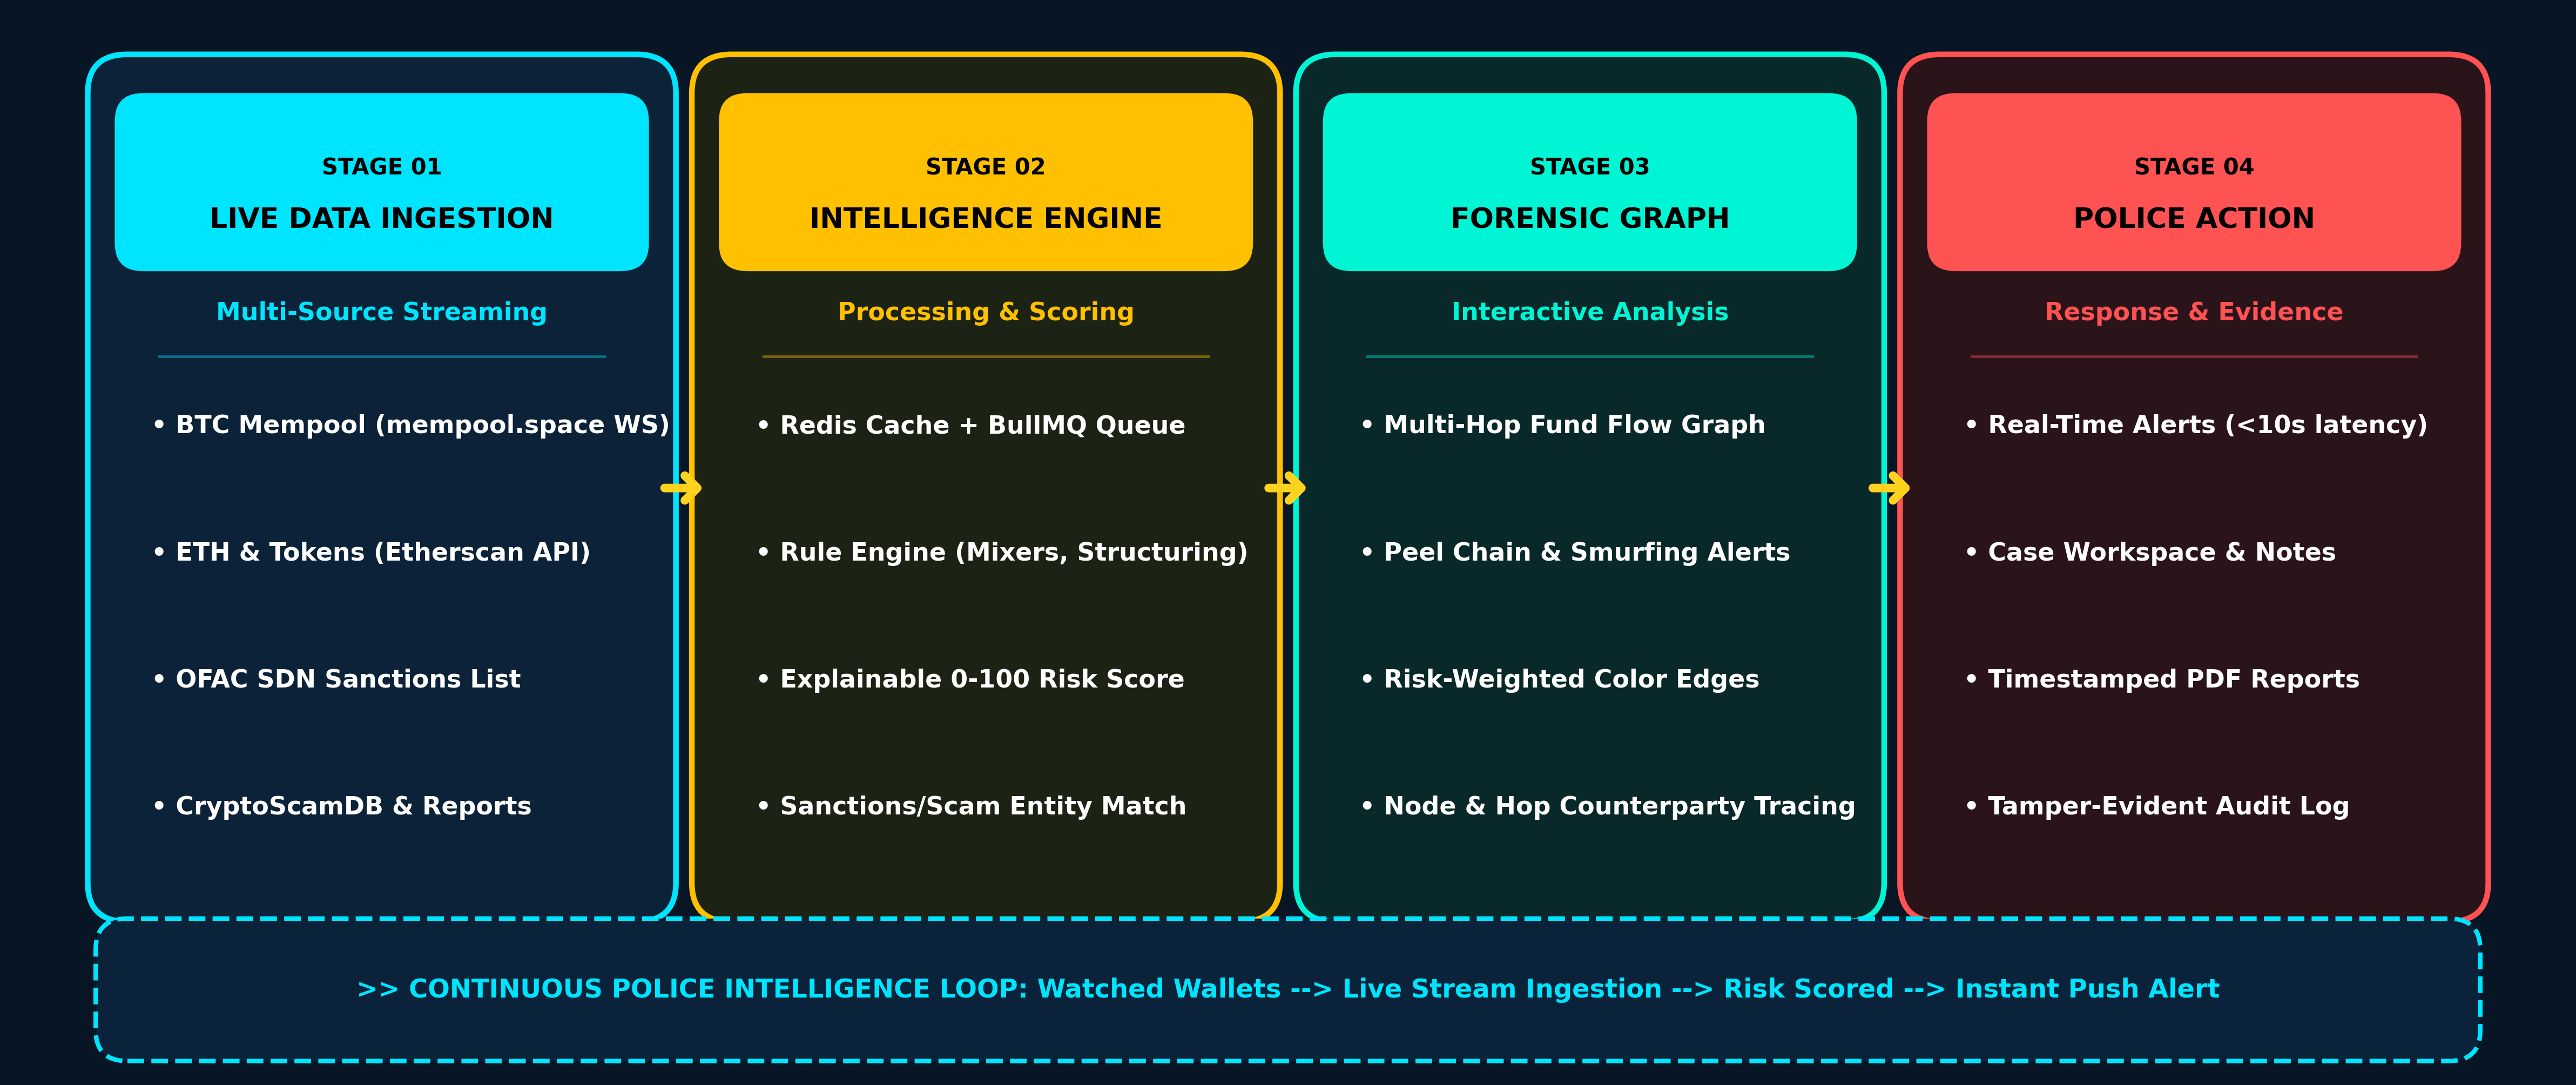 STAGE 01
LIVE DATA INGESTION
Multi-Source Streaming
• BTC Mempool (mempool.space WS)
• ETH & Tokens (Etherscan API)
• OFAC SDN Sanctions List
• CryptoScamDB & Reports
STAGE 02
INTELLIGENCE ENGINE
Processing & Scoring
• Redis Cache + BullMQ Queue
• Rule Engine (Mixers, Structuring)
• Explainable 0-100 Risk Score
• Sanctions/Scam Entity Match
STAGE 03
FORENSIC GRAPH
Interactive Analysis
• Multi-Hop Fund Flow Graph
• Peel Chain & Smurfing Alerts
• Risk-Weighted Color Edges
• Node & Hop Counterparty Tracing
STAGE 04
POLICE ACTION
Response & Evidence
• Real-Time Alerts (<10s latency)
• Case Workspace & Notes
• Timestamped PDF Reports
• Tamper-Evident Audit Log
>> CONTINUOUS POLICE INTELLIGENCE LOOP: Watched Wallets --> Live Stream Ingestion --> Risk Scored --> Instant Push Alert